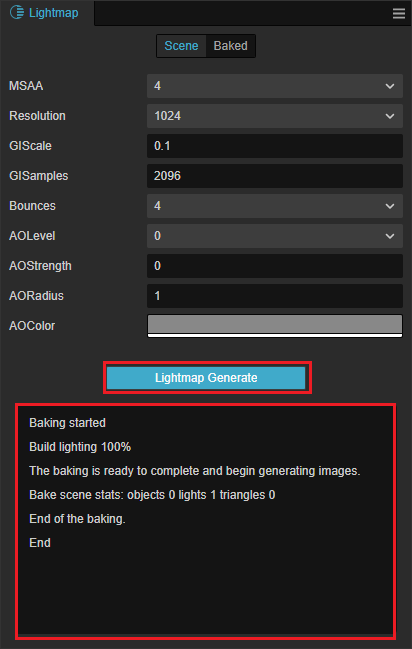 Lightmap
Scene Baked
MSAA 4
Resolution 1024
GIScale 0.1
GISamples 2096
Bounces 4
AOLevel 0
AOStrength 0
AORadius 1
AOColor
Lightmap Generate
Baking started
Build lighting 100%
The baking is ready to complete and begin generating images.
Bake scene stats: objects 0 lights 1 triangles 0
End of the baking.
End